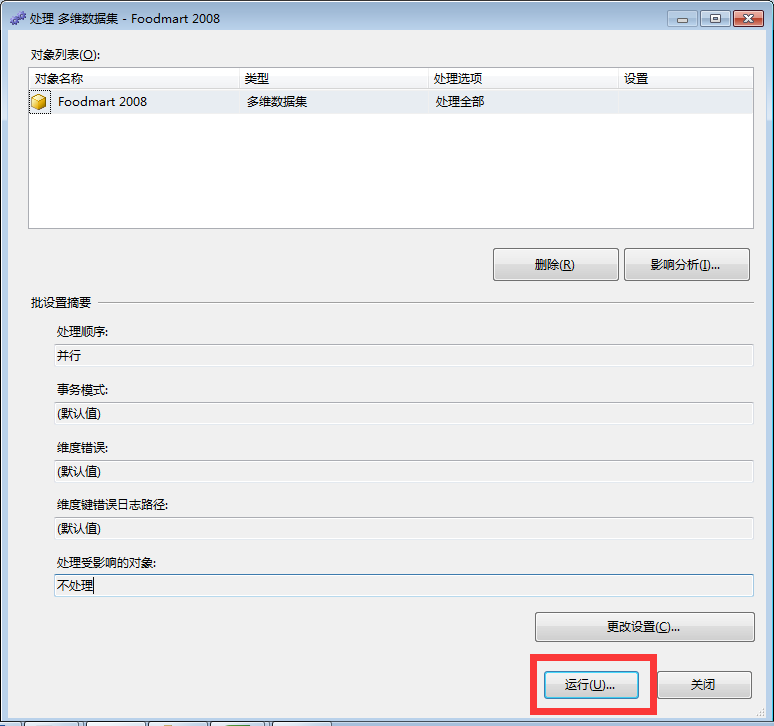 处理 多维数据集 - Foodmart 2008
对象列表(O):
对象名称 类型 处理选项 设置
Foodmart 2008 多维数据集 处理全部
删除(R) 影响分析(I)...
批设置摘要
处理顺序:
并行
事务模式:
(默认值)
维度错误:
(默认值)
维度键错误日志路径:
(默认值)
处理受影响的对象:
不处理
更改设置(C)...
运行(U)... 关闭